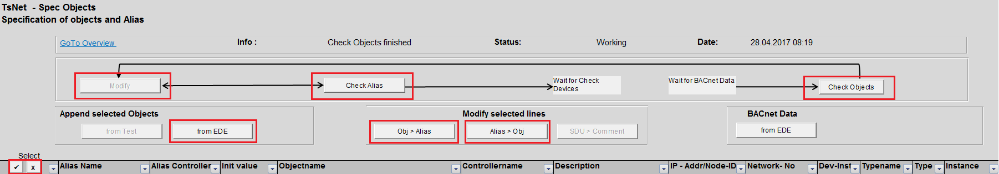 TsNet - Spec Objects
Specification of objects and Alias
GoTo Overview Info : Check Objects finished Status: Working Date: 28.04.2017 08:19
Modify Check Alias Wait for Check Devices Wait for BACnet Data Check Objects
Append selected Objects Modify selected lines BACnet Data
from Test from EDE Obj > Alias Alias > Obj SDU > Comment from EDE
Select
✓ x Alias Name Alias Controller Init value Objectname Controllername Description IP - Addr/Node-ID Network- No Dev-Inst Typename Type Instance